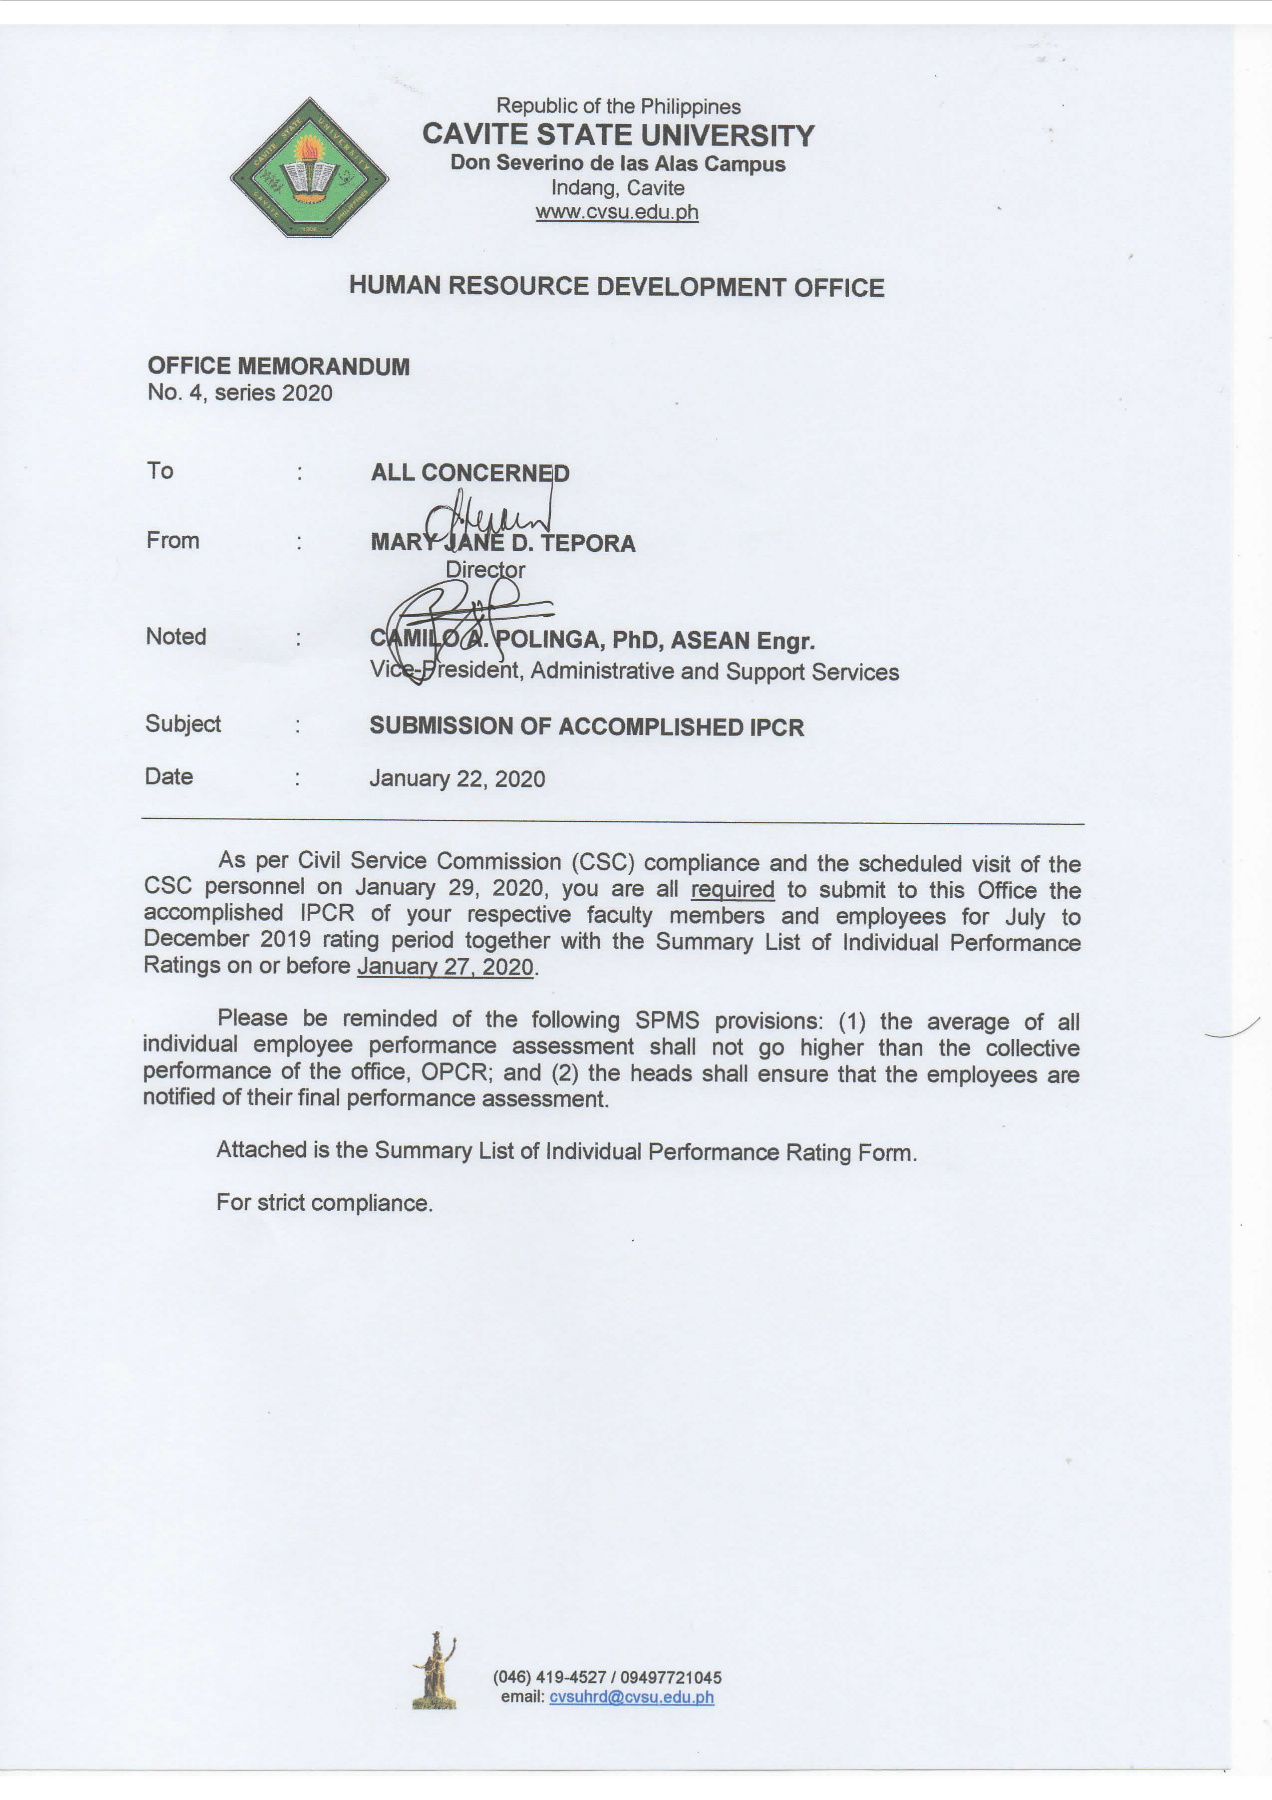 Republic of the Philippines
CAVITE STATE UNIVERSITY
Don Severino de las Alas Campus
Indang, Cavite
www.cvsu.edu.ph
CAVITE STATE UNIVERSITY
CAVITE PHILIPPINES
1906
HUMAN RESOURCE DEVELOPMENT OFFICE
OFFICE MEMORANDUM
No. 4, series 2020
To : ALL CONCERNED
From : MARY JANE D. TEPORA
Director
Noted : CAMILO A. POLINGA, PhD, ASEAN Engr.
Vice-President, Administrative and Support Services
Subject : SUBMISSION OF ACCOMPLISHED IPCR
Date : January 22, 2020
As per Civil Service Commission (CSC) compliance and the scheduled visit of the
CSC personnel on January 29, 2020, you are all required to submit to this Office the
accomplished IPCR of your respective faculty members and employees for July to
December 2019 rating period together with the Summary List of Individual Performance
Ratings on or before January 27, 2020.
Please be reminded of the following SPMS provisions: (1) the average of all
individual employee performance assessment shall not go higher than the collective
performance of the office, OPCR; and (2) the heads shall ensure that the employees are
notified of their final performance assessment.
Attached is the Summary List of Individual Performance Rating Form.
For strict compliance.
(046) 419-4527 / 09497721045
email: cvsuhrd@cvsu.edu.ph